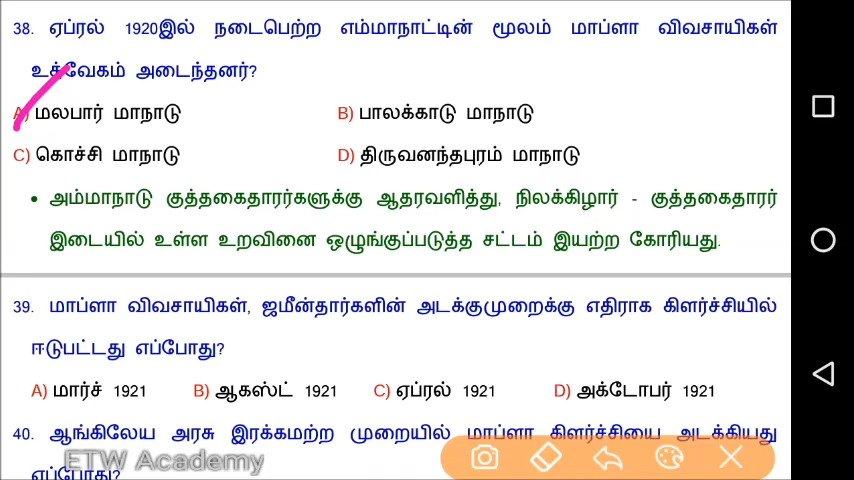 38. ஏப்ரல் 1920இல் நடைபெற்ற எம்மாநாட்டின் மூலம் மாப்ளா விவசாயிகள்
உத்வேகம் அடைந்தனர்?
A) மலபார் மாநாடு B) பாலக்காடு மாநாடு
C) கொச்சி மாநாடு D) திருவனந்தபுரம் மாநாடு
• அம்மாநாடு குத்தகைதாரர்களுக்கு ஆதரவளித்து, நிலக்கிழார் - குத்தகைதாரர்
இடையில் உள்ள உறவினை ஒழுங்குப்படுத்த சட்டம் இயற்ற கோரியது.
39. மாப்ளா விவசாயிகள், ஜமீன்தார்களின் அடக்குமுறைக்கு எதிராக கிளர்ச்சியில்
ஈடுபட்டது எப்போது?
A) மார்ச் 1921 B) ஆகஸ்ட் 1921 C) ஏப்ரல் 1921 D) அக்டோபர் 1921
40. ஆங்கிலேய அரசு இரக்கமற்ற முறையில் மாப்ளா கிளர்ச்சியை அடக்கியது
எப்போது?
ETW Academy